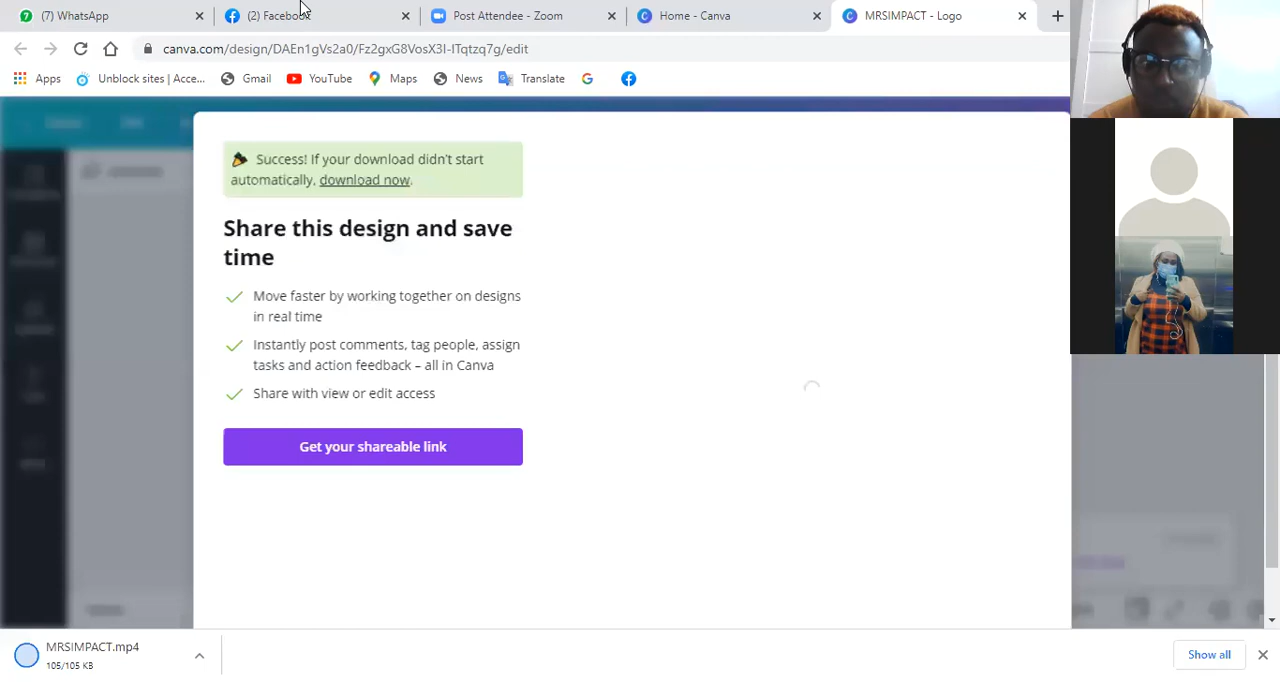 (7) WhatsApp
(2) Facebook
Post Attendee - Zoom
Home - Canva
MRSIMPACT - Logo
canva.com/design/DAEn1gVs2a0/Fz2gxG8VosX3I-ITqtzq7g/edit
Apps
Unblock sites | Acce...
Gmail
YouTube
Maps
News
Translate
Success! If your download didn't start
automatically, download now.
Share this design and save
time
Move faster by working together on designs
in real time
Instantly post comments, tag people, assign
tasks and action feedback – all in Canva
Share with view or edit access
Get your shareable link
MRSIMPACT.mp4
105/105 KB
Show all